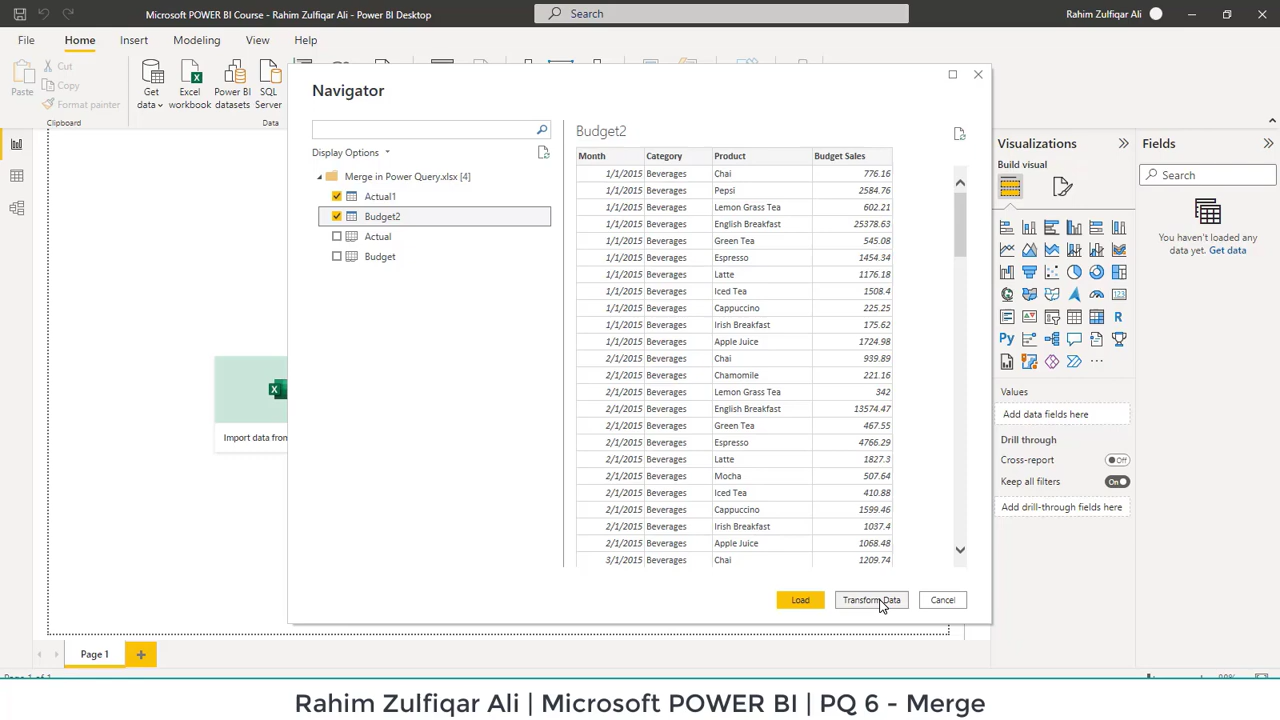 Microsoft POWER BI Course - Rahim Zulfiqar Ali - Power BI Desktop
Search
Rahim Zulfiqar Ali
File
Home
Insert
Modeling
View
Help
Paste
Cut
Copy
Format painter
Clipboard
Get data
Excel workbook
Power BI datasets
SQL Server
Data
Navigator
Display Options
Merge in Power Query.xlsx [4]
Actual1
Budget2
Actual
Budget
Budget2
Month Category Product Budget Sales
1/1/2015 Beverages Chai 776.16
1/1/2015 Beverages Pepsi 2584.76
1/1/2015 Beverages Lemon Grass Tea 602.21
1/1/2015 Beverages English Breakfast 25378.63
1/1/2015 Beverages Green Tea 545.08
1/1/2015 Beverages Espresso 1454.34
1/1/2015 Beverages Latte 1176.18
1/1/2015 Beverages Iced Tea 1508.4
1/1/2015 Beverages Cappuccino 225.25
1/1/2015 Beverages Irish Breakfast 175.62
1/1/2015 Beverages Apple Juice 1724.98
2/1/2015 Beverages Chai 939.89
2/1/2015 Beverages Chamomile 221.16
2/1/2015 Beverages Lemon Grass Tea 342
2/1/2015 Beverages English Breakfast 13574.47
2/1/2015 Beverages Green Tea 467.55
2/1/2015 Beverages Espresso 4766.29
2/1/2015 Beverages Latte 1827.3
2/1/2015 Beverages Mocha 507.64
2/1/2015 Beverages Iced Tea 410.88
2/1/2015 Beverages Cappuccino 1599.46
2/1/2015 Beverages Irish Breakfast 1037.4
2/1/2015 Beverages Apple Juice 1068.48
3/1/2015 Beverages Chai 1209.74
Load
Transform Data
Cancel
Import data from
Visualizations
Build visual
R
Py
Values
Add data fields here
Drill through
Cross-report
Off
Keep all filters
On
Add drill-through fields here
Fields
Search
You haven't loaded any
data yet. Get data
Page 1
Rahim Zulfiqar Ali | Microsoft POWER BI | PQ 6 - Merge